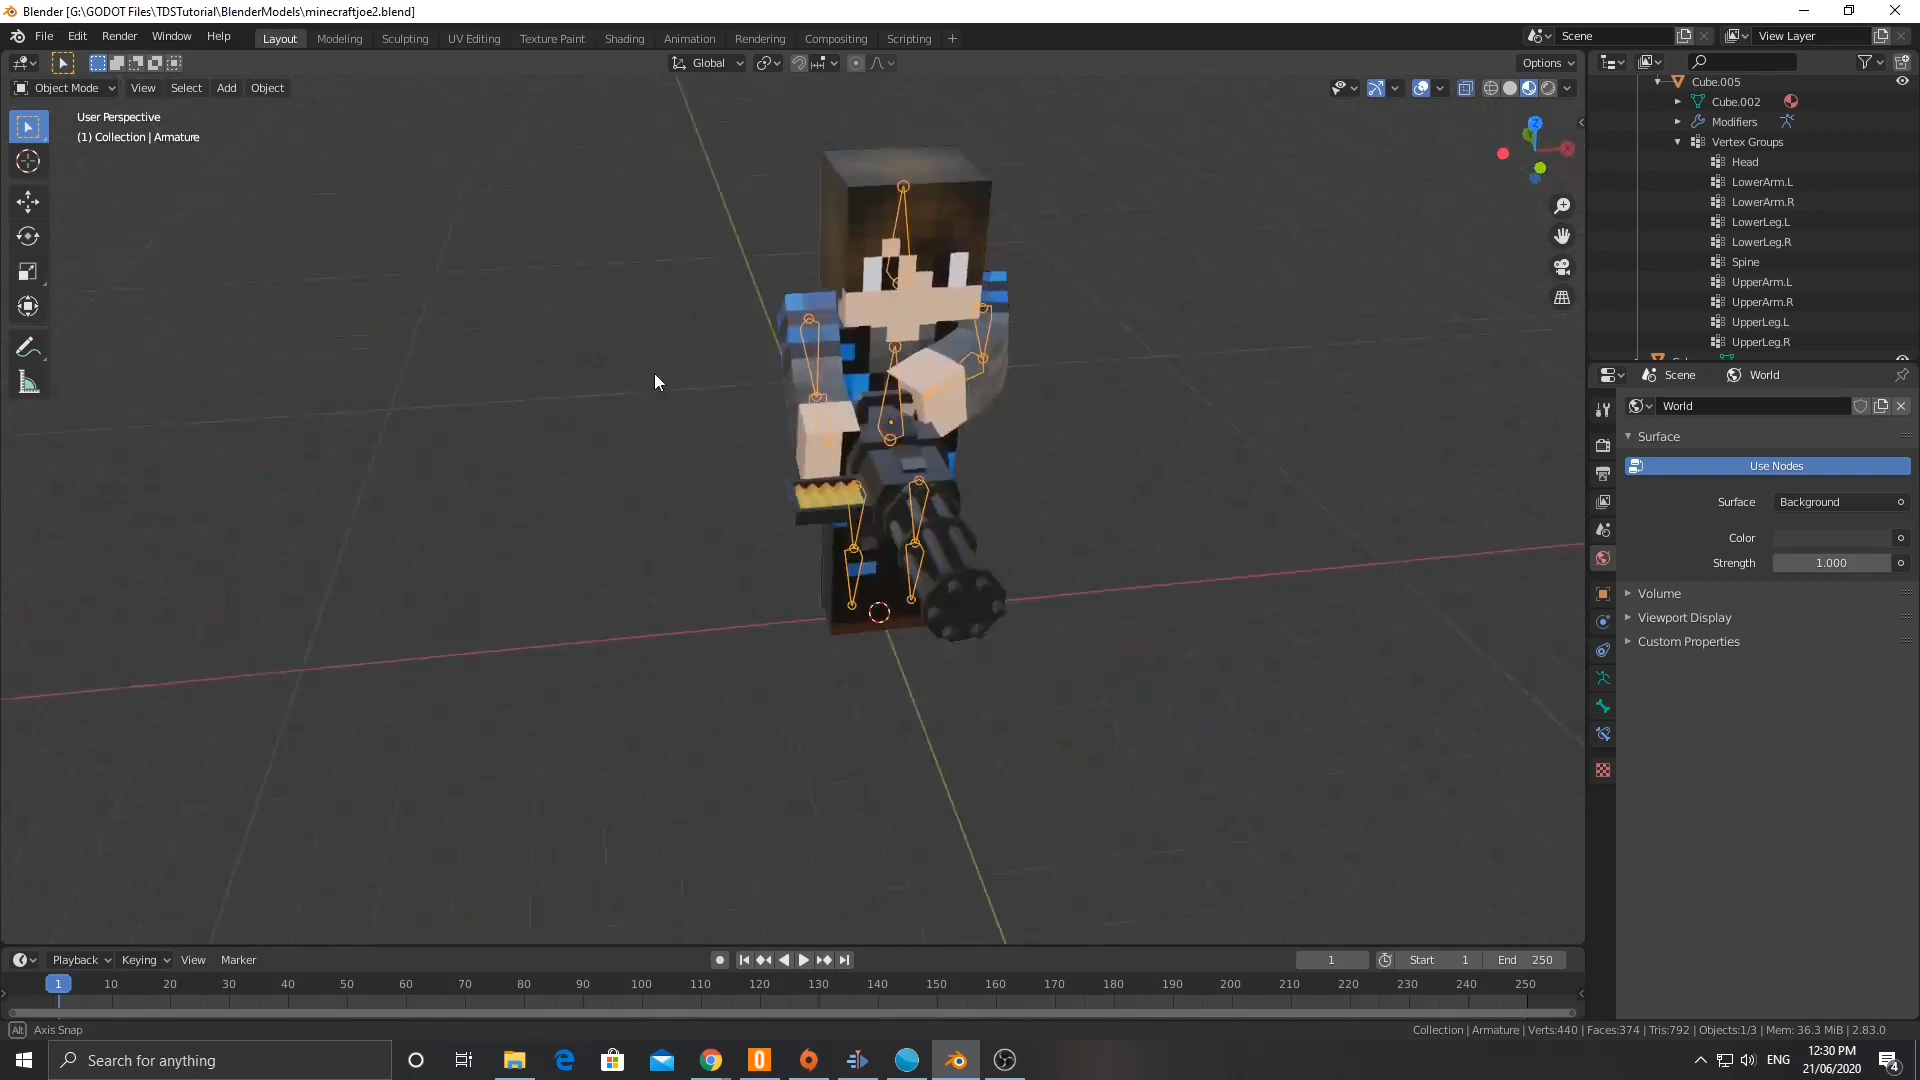 Blender [G:\GODOT Files\TDSTutorial\BlenderModels\minecraftjoe2.blend]
File Edit Render Window Help Layout Modeling Sculpting UV Editing Texture Paint Shading Animation Rendering Compositing Scripting + Scene View Layer
Global Options
Object Mode View Select Add Object
User Perspective
(1) Collection | Armature
Z
Cube.005
Cube.002
Modifiers
Vertex Groups
Head
LowerArm.L
LowerArm.R
LowerLeg.L
LowerLeg.R
Spine
UpperArm.L
UpperArm.R
UpperLeg.L
UpperLeg.R
Scene World
World
Surface
Use Nodes
Surface Background
Color
Strength 1.000
Volume
Viewport Display
Custom Properties
Playback Keying View Marker 1 Start 1 End 250
1 10 20 30 40 50 60 70 80 90 100 110 120 130 140 150 160 170 180 190 200 210 220 230 240 250
Alt Axis Snap Collection | Armature | Verts:440 | Faces:374 | Tris:792 | Objects:1/3 | Mem: 36.3 MiB | 2.83.0
Search for anything ENG 12:30 PM
21/06/2020 4